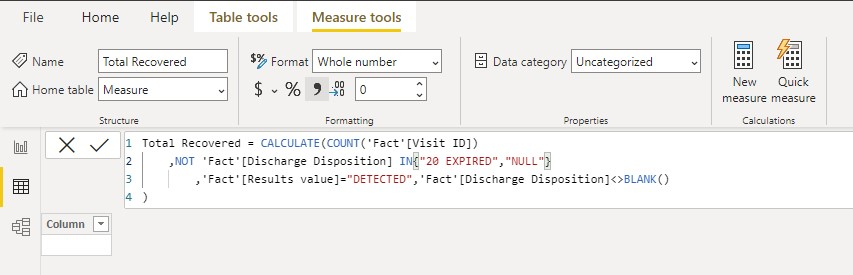 File Home Help Table tools Measure tools
Name Total Recovered
Home table Measure
Structure
$% Format Whole number
$ % 9 .00 0
Formatting
Data category Uncategorized
Properties
New measure
Quick measure
Calculations
1 Total Recovered = CALCULATE(COUNT('Fact'[Visit ID])
2 ,NOT 'Fact'[Discharge Disposition] IN{"20 EXPIRED","NULL"}
3 ,'Fact'[Results value]="DETECTED",'Fact'[Discharge Disposition]<>BLANK()
4 )
Column